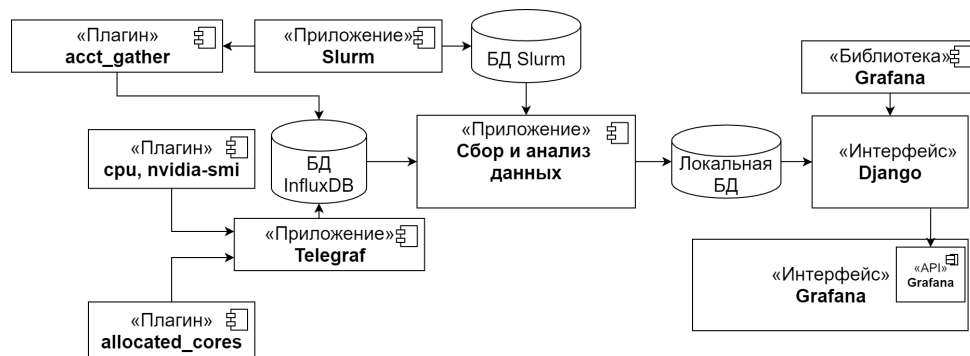 «Плагин»
acct_gather
«Приложение»
Slurm
БД Slurm
«Библиотека»
Grafana
«Плагин»
cpu, nvidia-smi
БД
InfluxDB
«Приложение»
Сбор и анализ
данных
Локальная
БД
«Интерфейс»
Django
«Приложение»
Telegraf
«Интерфейс»
Grafana
«API»
Grafana
«Плагин»
allocated_cores